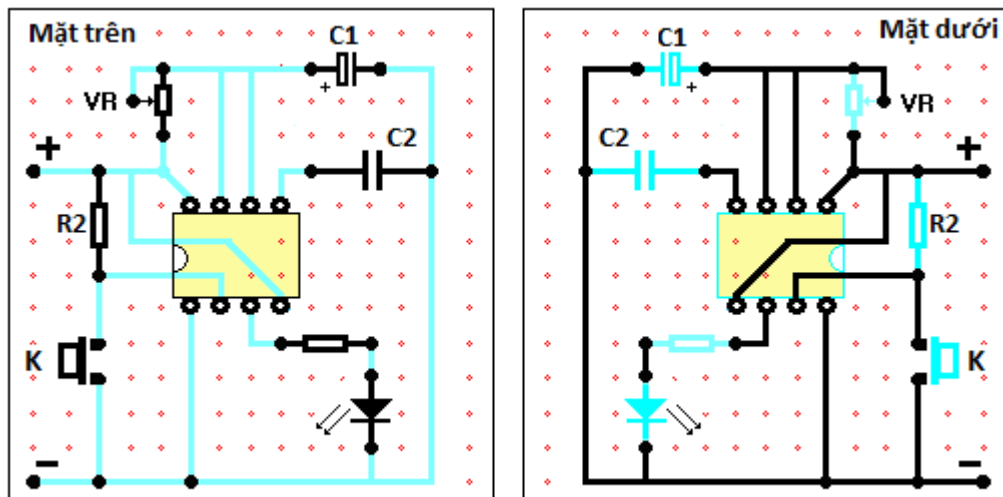 Mặt trên
C1
+
VR
C2
+
R2
K
−
Mặt dưới
C1
+
VR
C2
+
R2
K
−